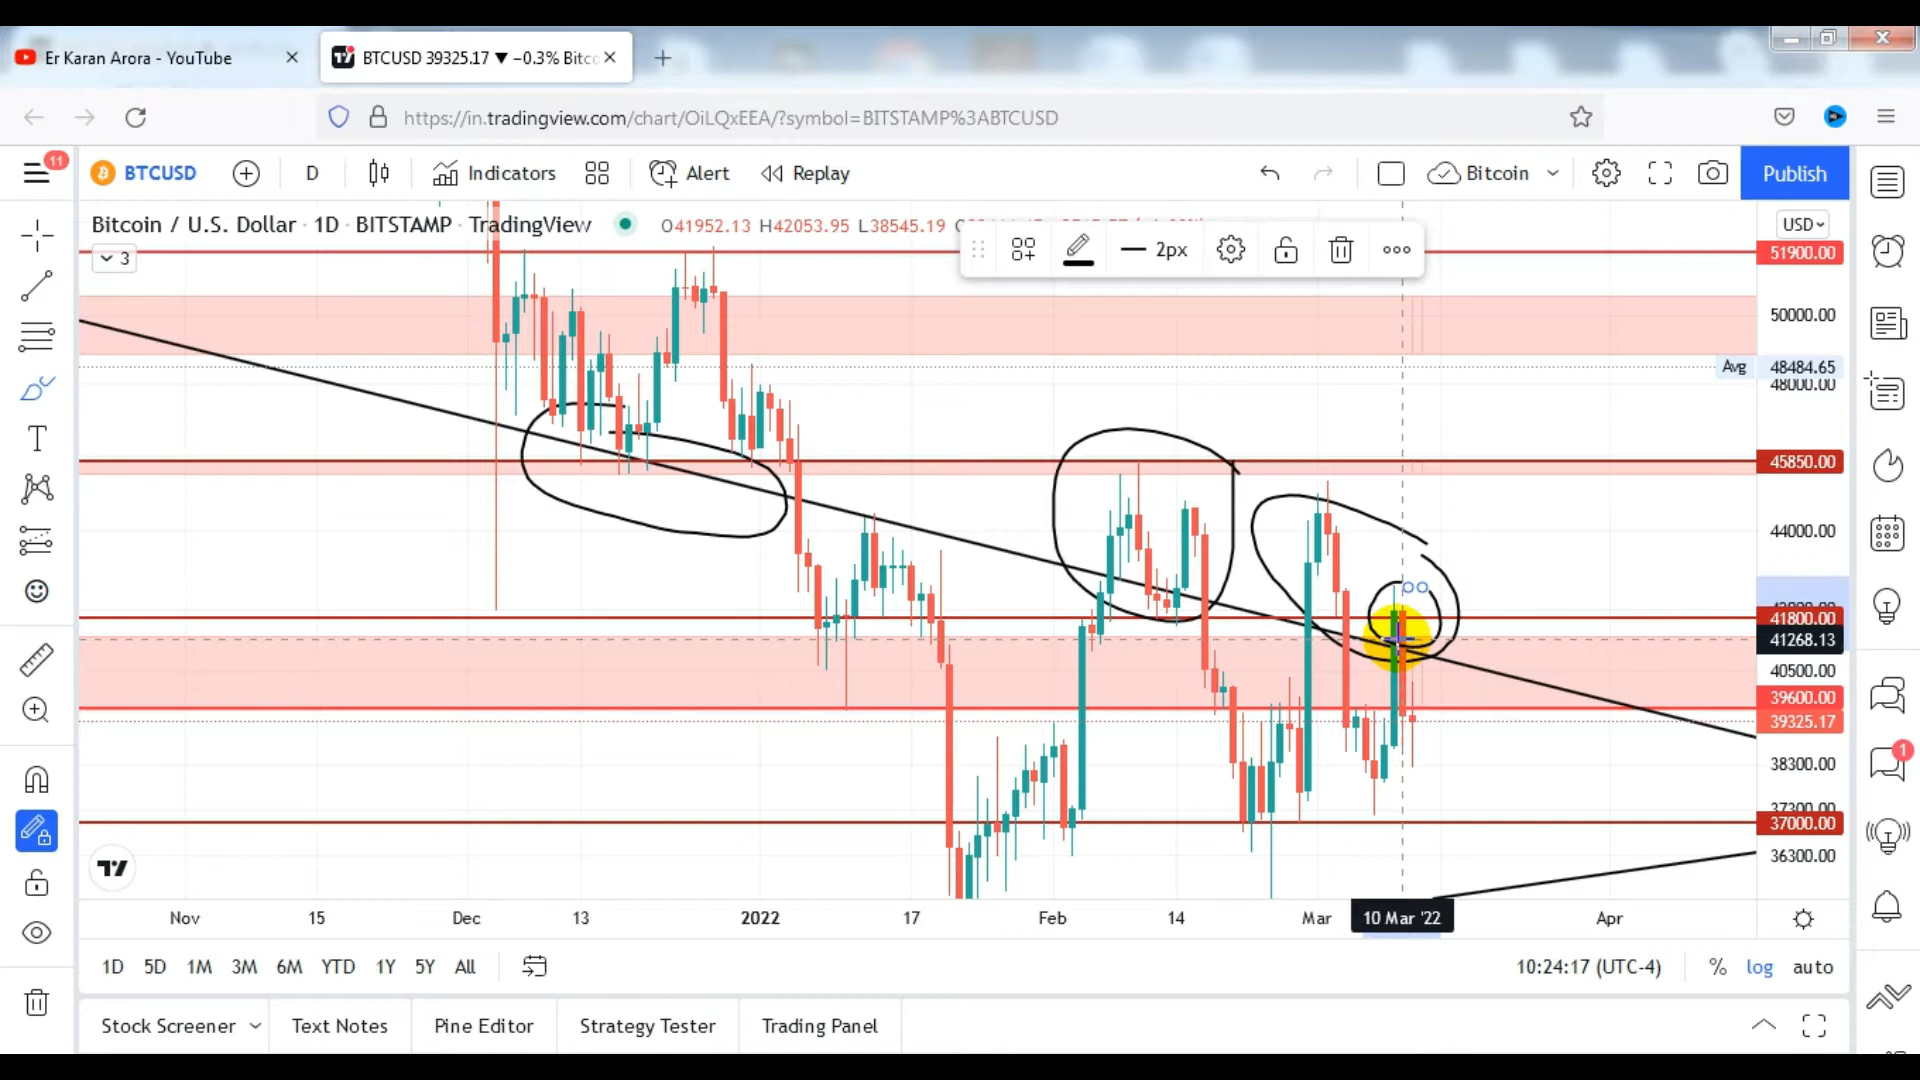 Er Karan Arora - YouTube
BTCUSD 39325.17 ▼ −0.3% Bitco
https://in.tradingview.com/chart/OiLQxEEA/?symbol=BITSTAMP%3ABTCUSD
11
BTCUSD
D
Indicators
Alert
Replay
Bitcoin
Publish
Bitcoin / U.S. Dollar · 1D · BITSTAMP · TradingView
O41952.13 H42053.95 L38545.19
3
2px
USD
51900.00
50000.00
Avg 48484.65
48000.00
45850.00
44000.00
41800.00
41268.13
40500.00
39600.00
39325.17
38300.00
37300.00
37000.00
36300.00
1
Nov 15 Dec 13 2022 17 Feb 14 Mar 10 Mar '22 Apr
1D 5D 1M 3M 6M YTD 1Y 5Y All
10:24:17 (UTC-4) % log auto
Stock Screener Text Notes Pine Editor Strategy Tester Trading Panel